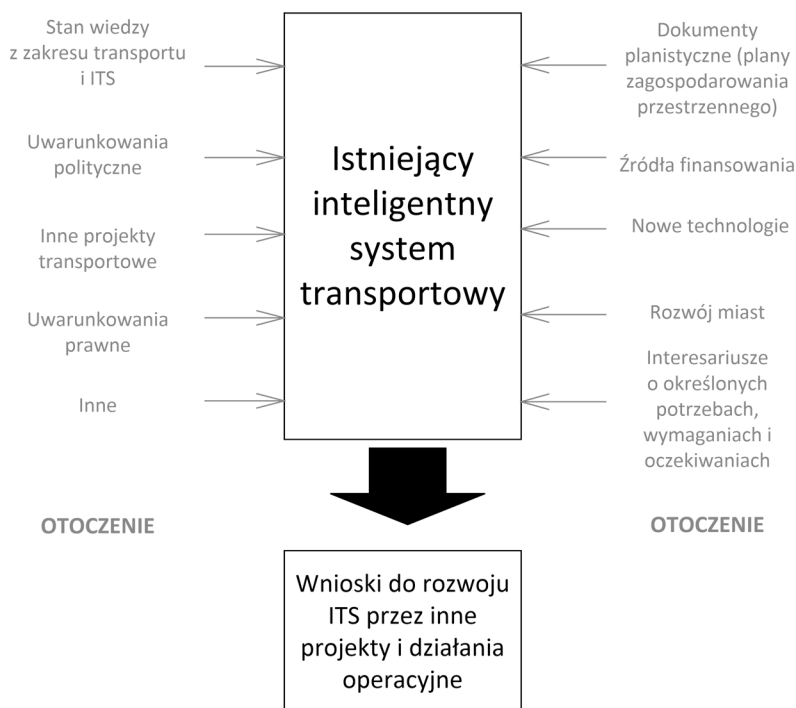 Stan wiedzy
z zakresu transportu
i ITS
Uwarunkowania
polityczne
Inne projekty
transportowe
Uwarunkowania
prawne
Inne
OTOCZENIE
Istniejący
inteligentny
system
transportowy
Dokumenty
planistyczne (plany
zagospodarowania
przestrzennego)
Źródła finansowania
Nowe technologie
Rozwój miast
Interesariusze
o określonych
potrzebach,
wymaganiach i
oczekiwaniach
OTOCZENIE
Wnioski do rozwoju
ITS przez inne
projekty i działania
operacyjne